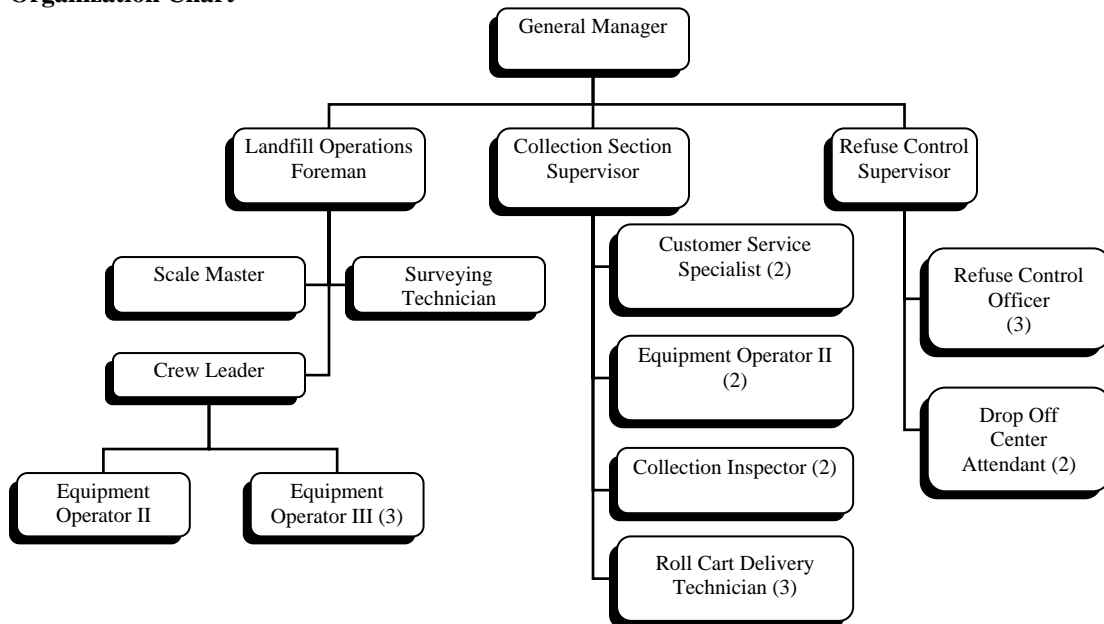 Organization Chart
General Manager
Landfill Operations
Foreman
Collection Section
Supervisor
Refuse Control
Supervisor
Scale Master
Surveying
Technician
Crew Leader
Equipment
Operator II
Equipment
Operator III (3)
Customer Service
Specialist (2)
Equipment Operator II
(2)
Collection Inspector (2)
Roll Cart Delivery
Technician (3)
Refuse Control
Officer
(3)
Drop Off
Center
Attendant (2)